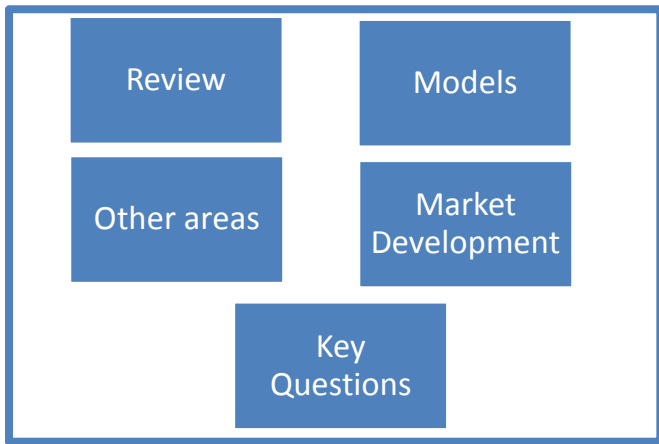 Review
Models
Other areas
Market
Development
Key
Questions